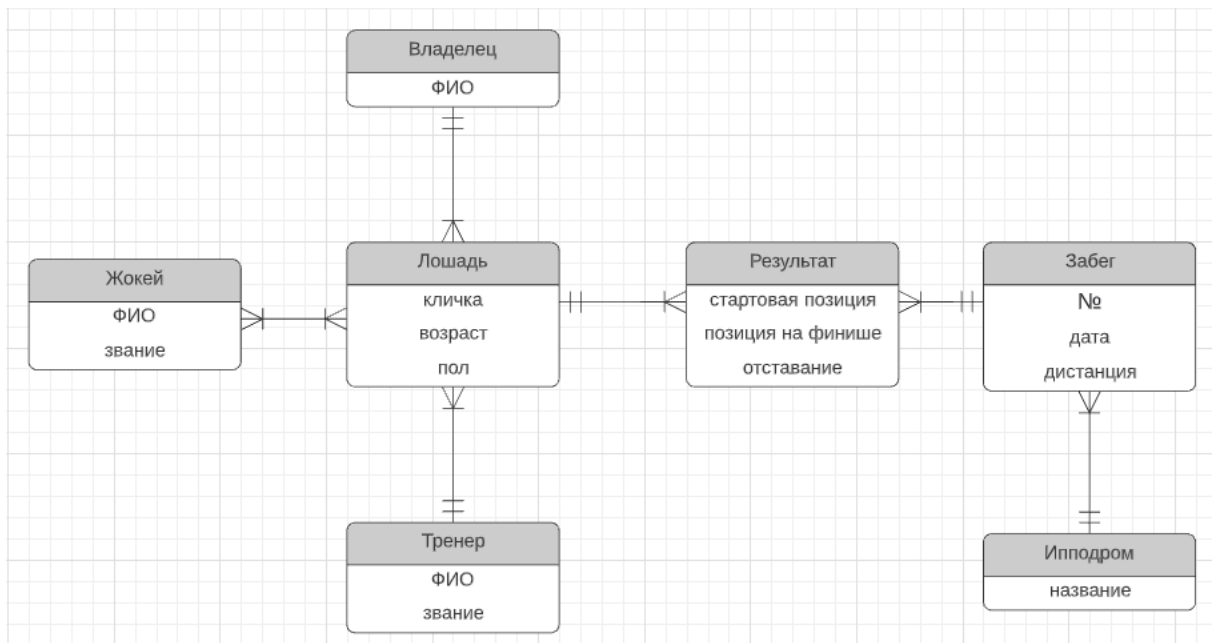 Владелец
ФИО
Жокей
ФИО
звание
Лошадь
кличка
возраст
пол
Результат
стартовая позиция
позиция на финише
отставание
Забег
№
дата
дистанция
Тренер
ФИО
звание
Ипподром
название